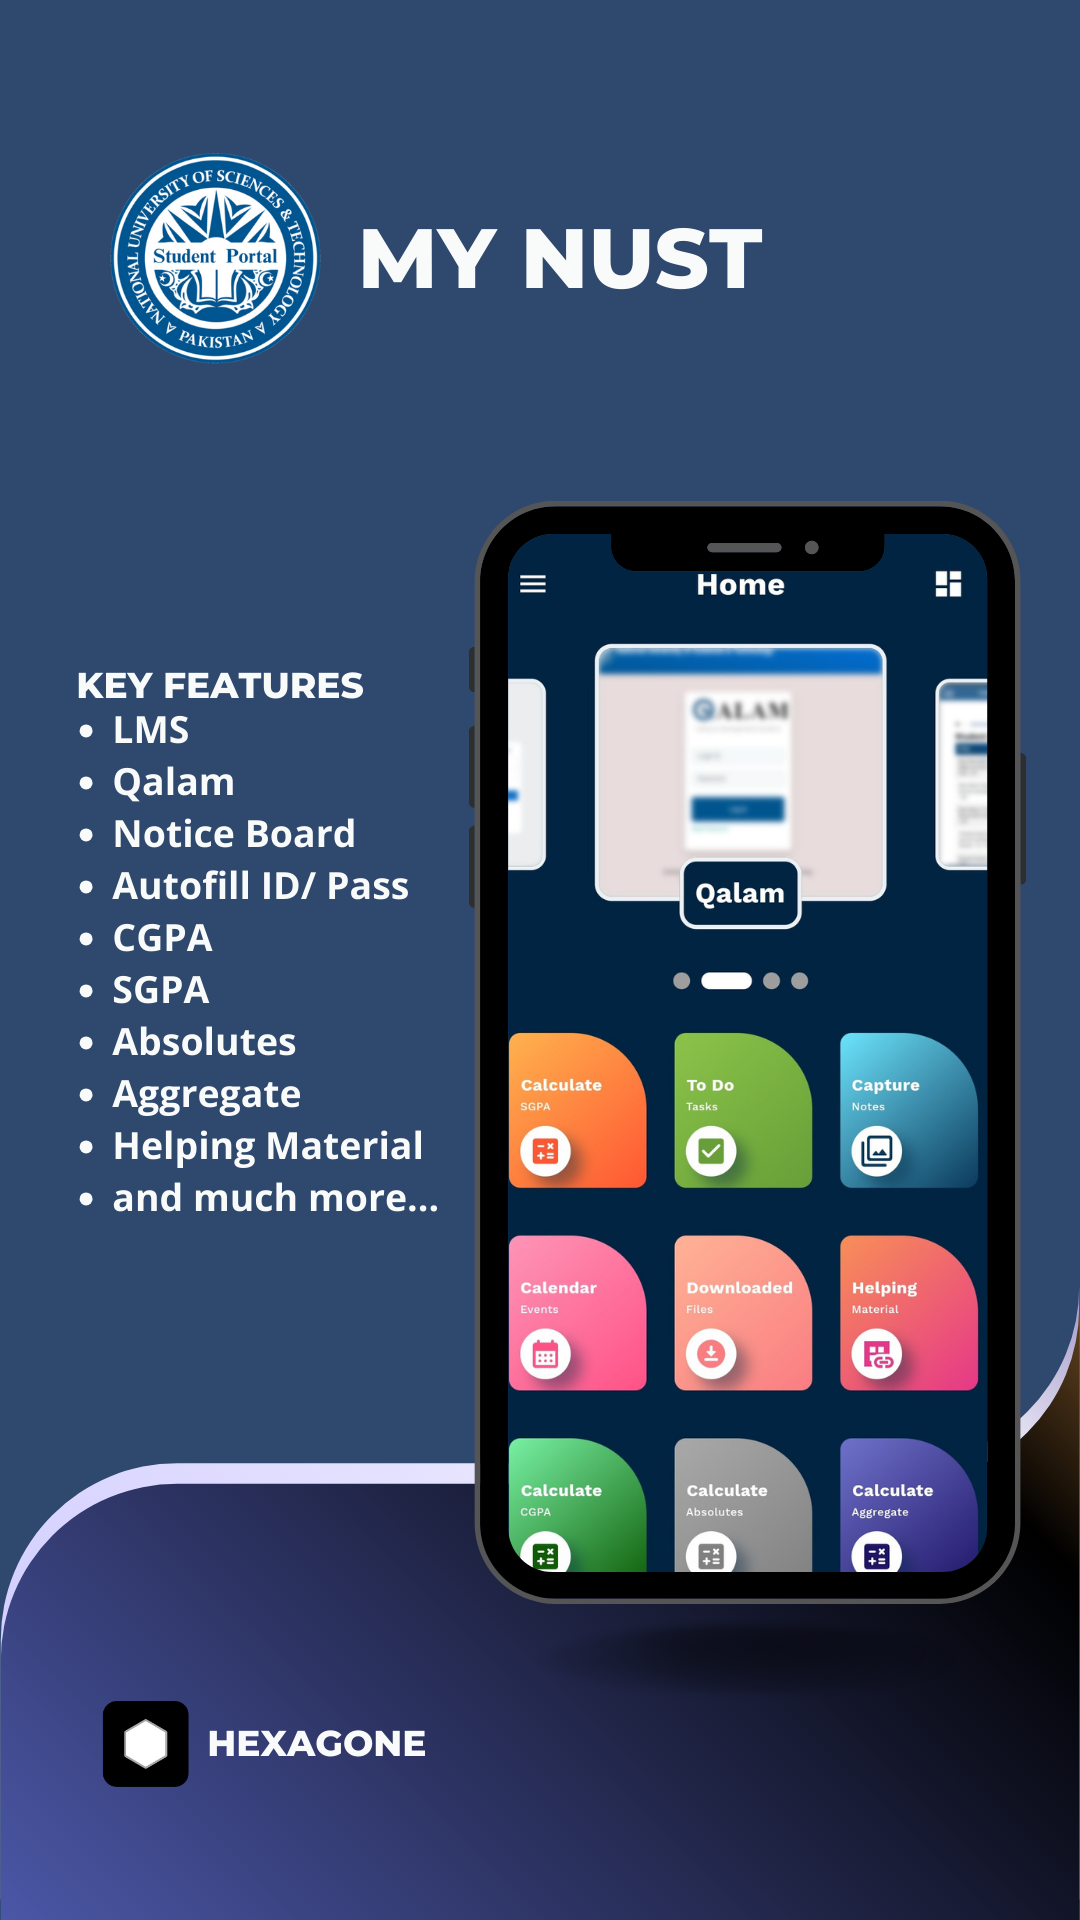 NATIONAL UNIVERSITY OF SCIENCES & TECHNOLOGY
Student Portal
PAKISTAN
MY NUST
KEY FEATURES
• LMS
• Qalam
• Notice Board
• Autofill ID/ Pass
• CGPA
• SGPA
• Absolutes
• Aggregate
• Helping Material
• and much more...
Home
QALAM
Qalam
Calculate
SGPA
To Do
Tasks
Capture
Notes
Calendar
Events
Downloaded
Files
Helping
Material
Calculate
CGPA
Calculate
Absolutes
Calculate
Aggregate
HEXAGONE